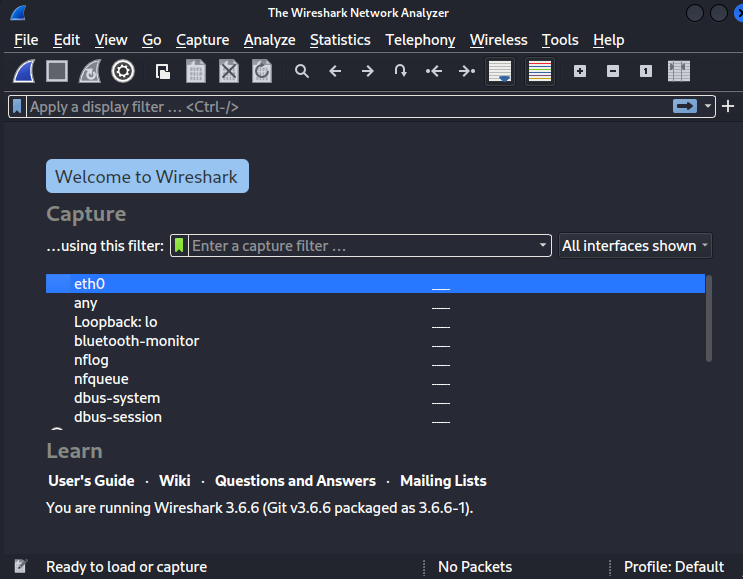 The Wireshark Network Analyzer
File Edit View Go Capture Analyze Statistics Telephony Wireless Tools Help
Apply a display filter … <Ctrl-/>
Welcome to Wireshark
Capture
…using this filter: Enter a capture filter … All interfaces shown
eth0
any
Loopback: lo
bluetooth-monitor
nflog
nfqueue
dbus-system
dbus-session
Learn
User's Guide · Wiki · Questions and Answers · Mailing Lists
You are running Wireshark 3.6.6 (Git v3.6.6 packaged as 3.6.6-1).
Ready to load or capture No Packets Profile: Default